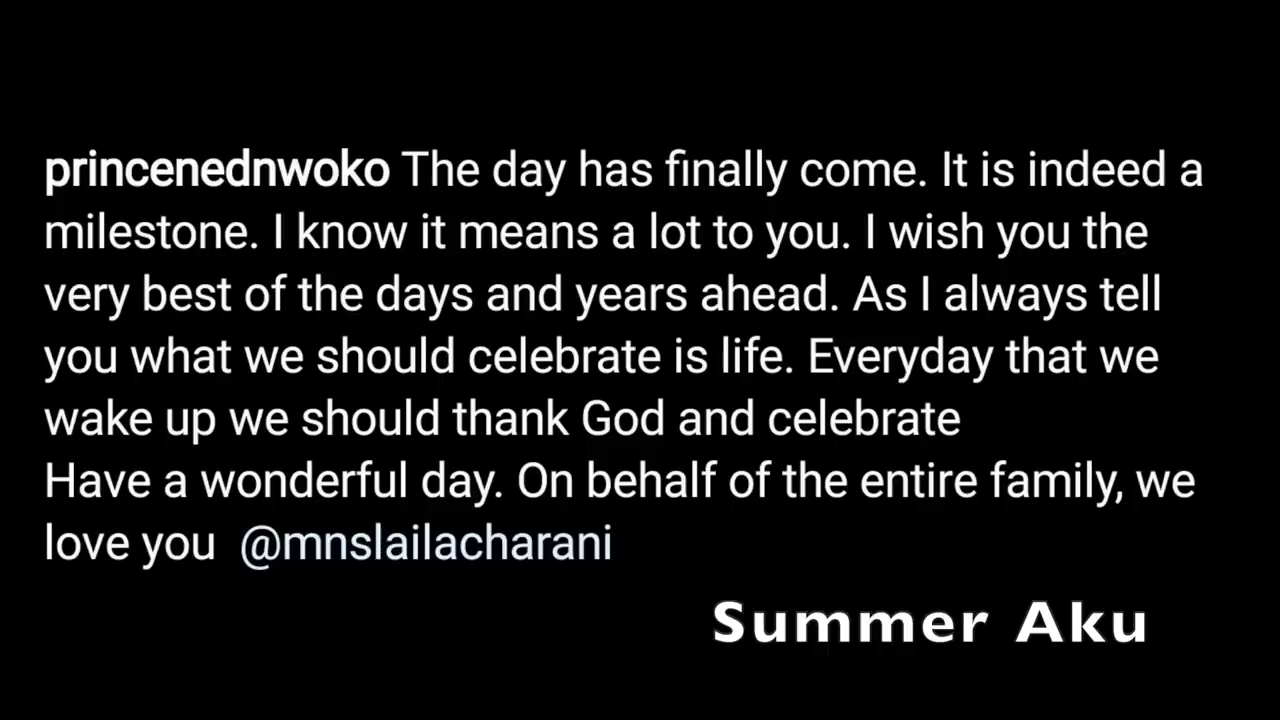 princenednwoko The day has finally come. It is indeed a
milestone. I know it means a lot to you. I wish you the
very best of the days and years ahead. As I always tell
you what we should celebrate is life. Everyday that we
wake up we should thank God and celebrate
Have a wonderful day. On behalf of the entire family, we
love you @mnslailacharani
Summer Aku